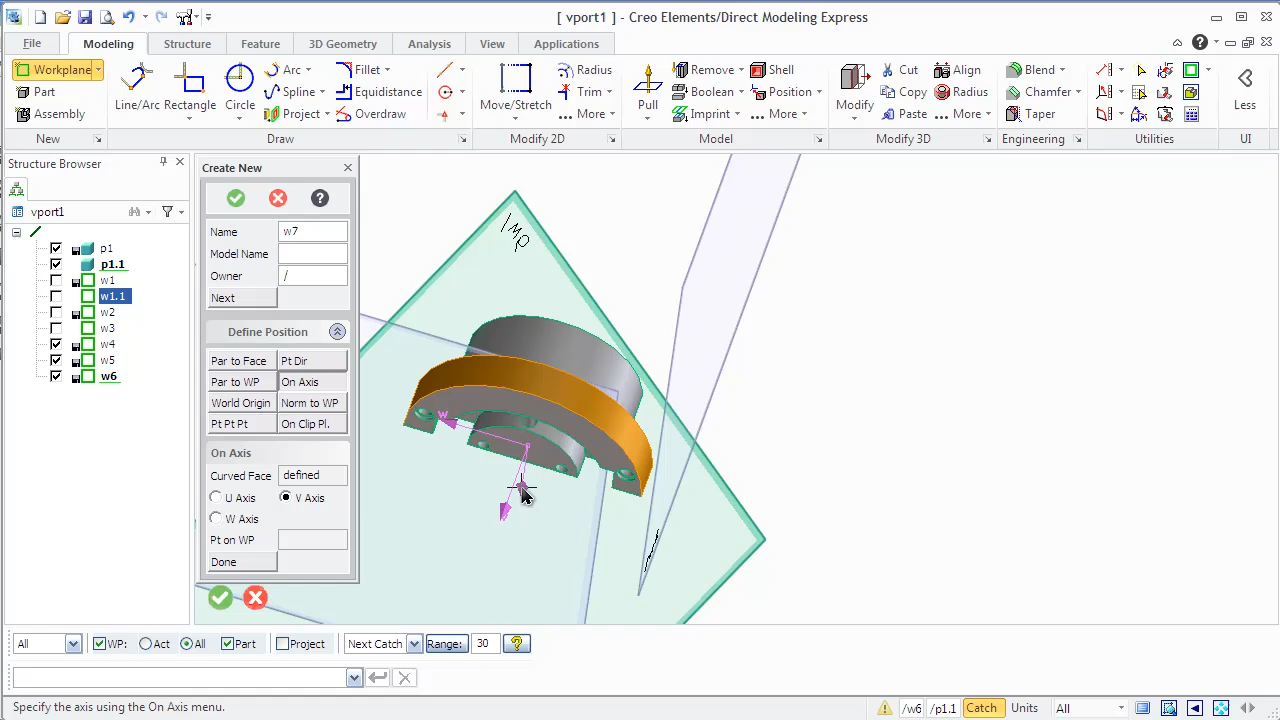 [ vport1 ] - Creo Elements/Direct Modeling Express
File Modeling Structure Feature 3D Geometry Analysis View Applications
Workplane
Part
Assembly
New
Line/Arc Rectangle Circle
Arc
Spline
Project
Fillet
Equidistance
Overdraw
Draw
Move/Stretch
Radius
Trim
More
Modify 2D
Pull
Remove
Boolean
Imprint
Shell
Position
More
Model
Modify
Cut
Copy
Paste
Align
Radius
More
Modify 3D
Blend
Chamfer
Taper
Engineering
Utilities
Less
UI
Structure Browser
vport1
p1
p1.1
w1
w1.1
w2
w3
w4
w5
w6
Create New
Name w7
Model Name
Owner /
Next
Define Position
Par to Face Pt Dir
Par to WP On Axis
World Origin Norm to WP
Pt Pt Pt On Clip Pl.
On Axis
Curved Face defined
U Axis V Axis
W Axis
Pt on WP
Done
w
All WP: Act All Part Project Next Catch Range: 30
Specify the axis using the On Axis menu.
/w6 /p1.1 Catch Units All